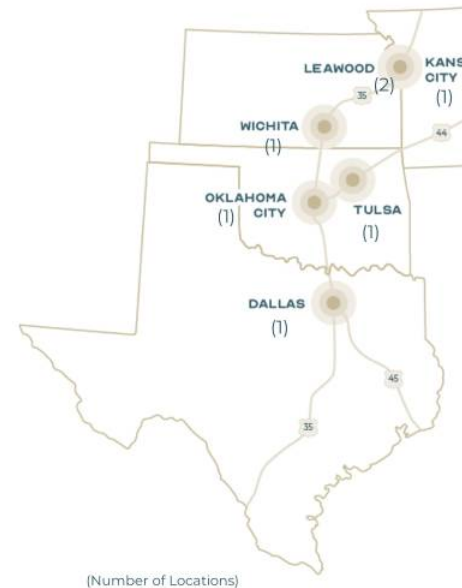 LEAWOOD
(2)
KANS
CITY
(1)
35
44
WICHITA
(1)
OKLAHOMA
CITY
(1)
TULSA
(1)
DALLAS
(1)
45
35
(Number of Locations)